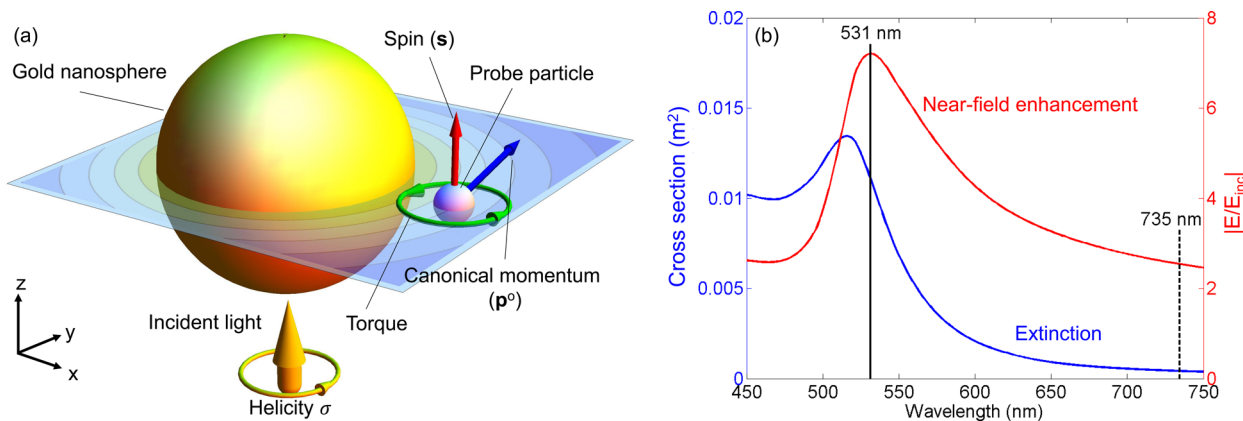 (a)
Gold nanosphere
Spin (s)
Probe particle
Canonical momentum
(pᵒ)
Torque
Incident light
Helicity σ
z
y
x
(b)
531 nm
735 nm
Near-field enhancement
Extinction
Cross section (m²)
0.02
0.015
0.01
0.005
0
|E/E_inc|
8
6
4
2
0
450
500
550
600
650
700
750
Wavelength (nm)